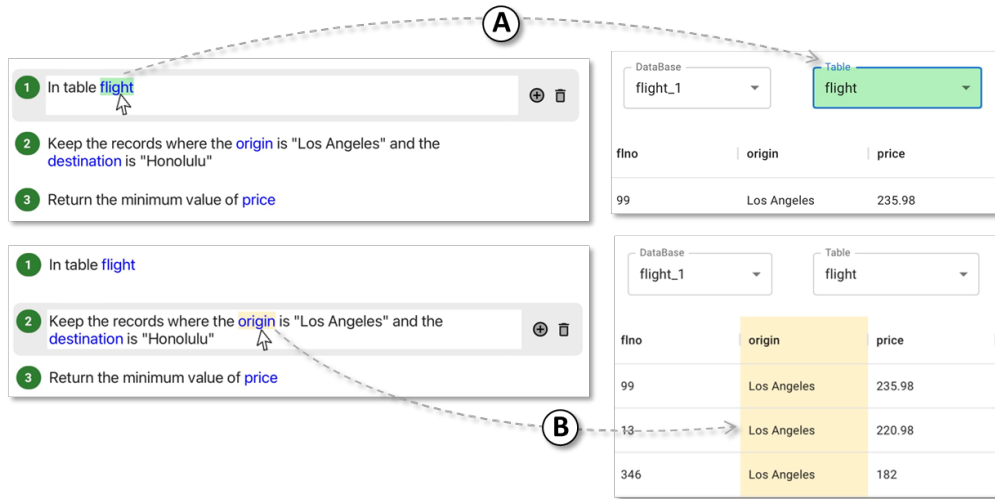 A
1 In table flight
2 Keep the records where the origin is "Los Angeles" and the
destination is "Honolulu"
3 Return the minimum value of price
DataBase Table
flight_1 flight
flno origin price
99 Los Angeles 235.98
1 In table flight
2 Keep the records where the origin is "Los Angeles" and the
destination is "Honolulu"
3 Return the minimum value of price
B
DataBase Table
flight_1 flight
flno origin price
99 Los Angeles 235.98
13 Los Angeles 220.98
346 Los Angeles 182